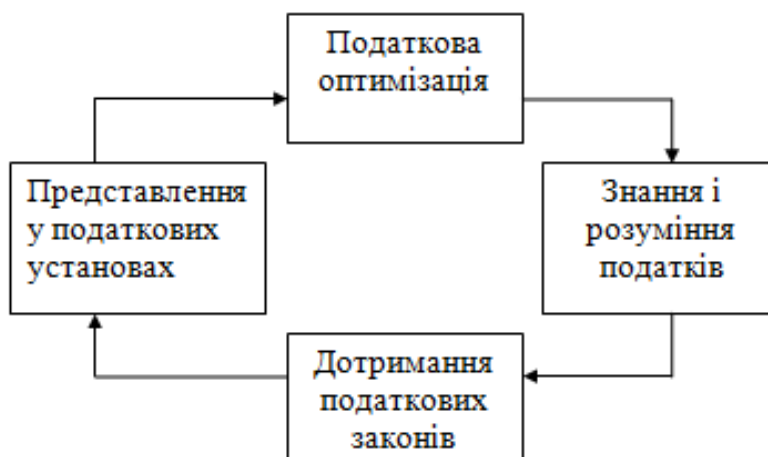 Податкова
оптимізація
Представлення
у податкових
установах
Знання і
розуміння
податків
Дотримання
податкових
законів